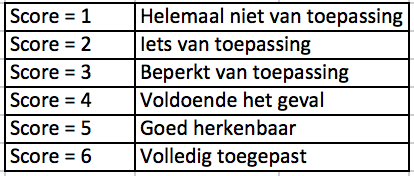 Score = 1 Helemaal niet van toepassing
Score = 2 Iets van toepassing
Score = 3 Beperkt van toepassing
Score = 4 Voldoende het geval
Score = 5 Goed herkenbaar
Score = 6 Volledig toegepast